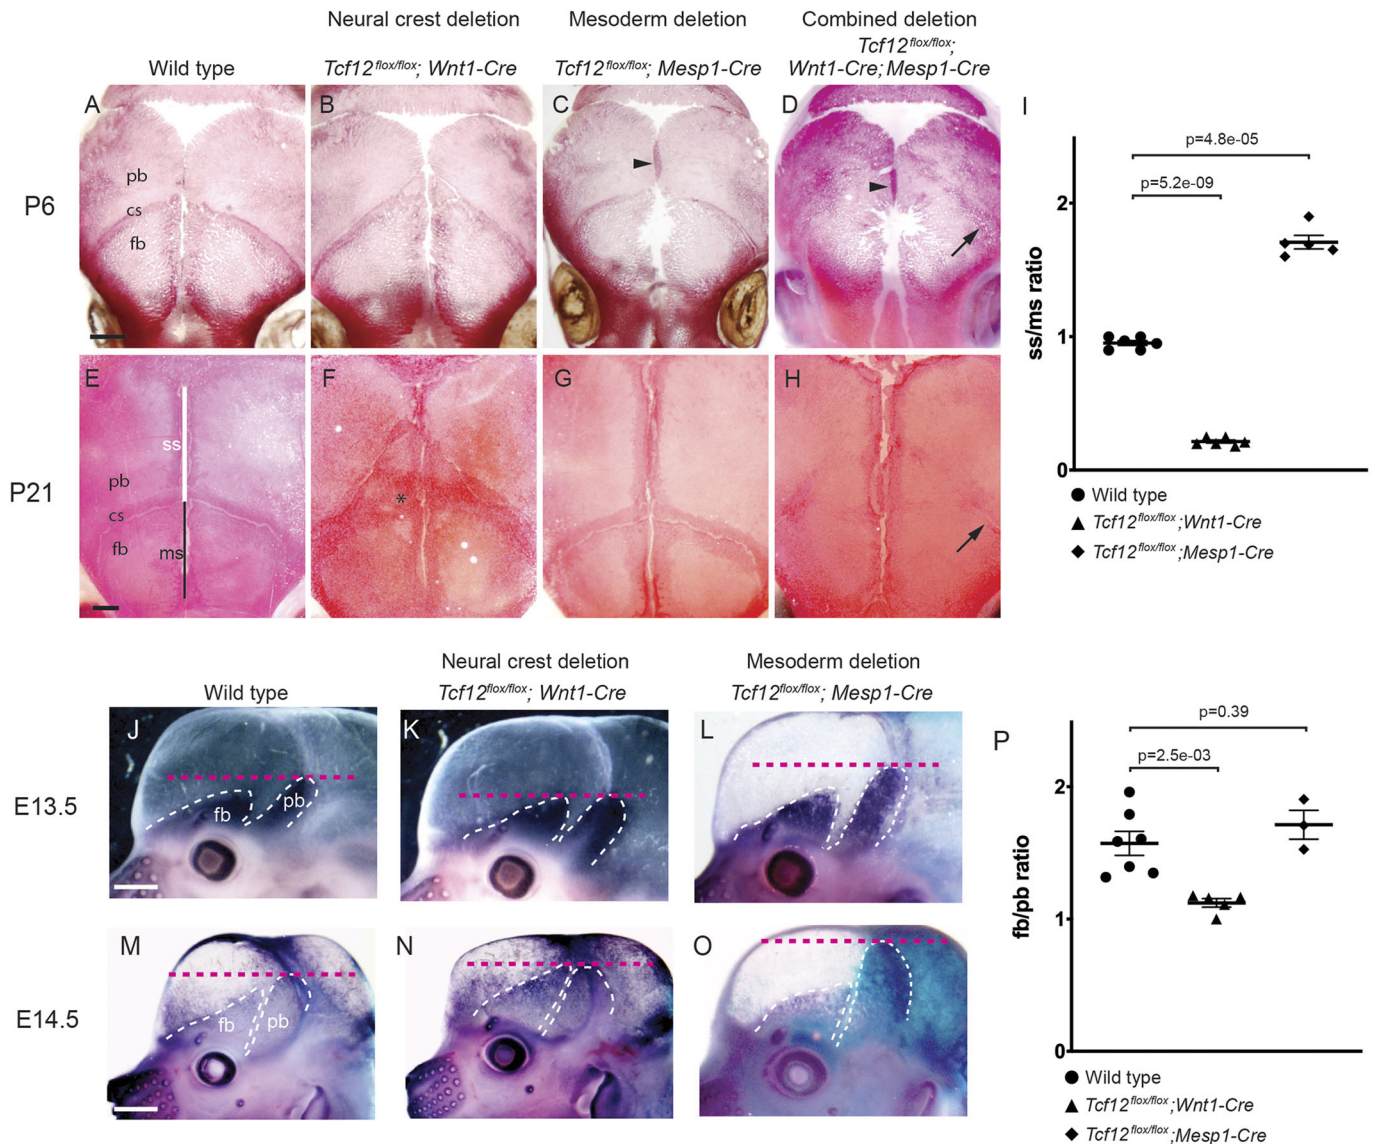 Neural crest deletion
Mesoderm deletion
Combined deletion
Wild type
Tcf12flox/flox; Wnt1-Cre
Tcf12flox/flox; Mesp1-Cre
Tcf12flox/flox;
Wnt1-Cre; Mesp1-Cre
P6
A
pb
cs
fb
B
C
D
P21
E
ss
pb
cs
fb
ms
F
*
G
H
I
p=4.8e-05
p=5.2e-09
ss/ms ratio
2
1
0
Wild type
Tcf12flox/flox;Wnt1-Cre
Tcf12flox/flox;Mesp1-Cre
Neural crest deletion
Mesoderm deletion
Wild type
Tcf12flox/flox; Wnt1-Cre
Tcf12flox/flox; Mesp1-Cre
E13.5
J
fb
pb
K
L
E14.5
M
fb
pb
N
O
P
p=0.39
p=2.5e-03
fb/pb ratio
2
1
0
Wild type
Tcf12flox/flox;Wnt1-Cre
Tcf12flox/flox;Mesp1-Cre